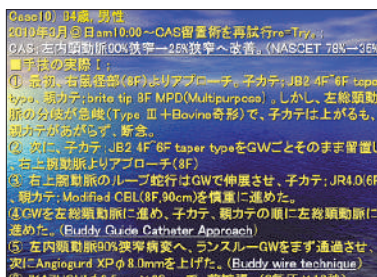 Case10) 84歳, 男性
2010年3月@日am10:00～CAS留置術を再試行re-Try。;
CAS;左内頸動脈90%狭窄→25%狭窄へ改善。(NASCET 78%→35%
■手技の実際！;
① 最初、右鼠径部(8F)よりアプローチ。子カテ;JB2 4F~6F taper
type、親カテ;brite tip 8F MPD(Multipurpose)。しかし、左総頸動
脈の分岐が急峻(Type Ⅲ+Bovine奇形)で、子カテは上がるも、
親カテがあがらず、断念。
② 次に、子カテ;JB2 4F~6F taper typeをGWごとそのまま留置し
、右上腕動脈よりアプローチ(8F)
③ 右上腕動脈のループ蛇行はGWで伸展させ、子カテ;JR4.0(6F
、親カテ;Modified CBL(8F,90cm)を慎重に進めた。
④GWを左総頸動脈に進め、子カテ、親カテの順に左総頸動脈に
進めた。(Buddy Guide Catheter Approach)
⑤ 左内頸動脈90%狭窄病変へ、ランスルーGWをまず通過させ、
次にAngiogurd XPφ8.0mmを上げた。(Buddy wire technique)